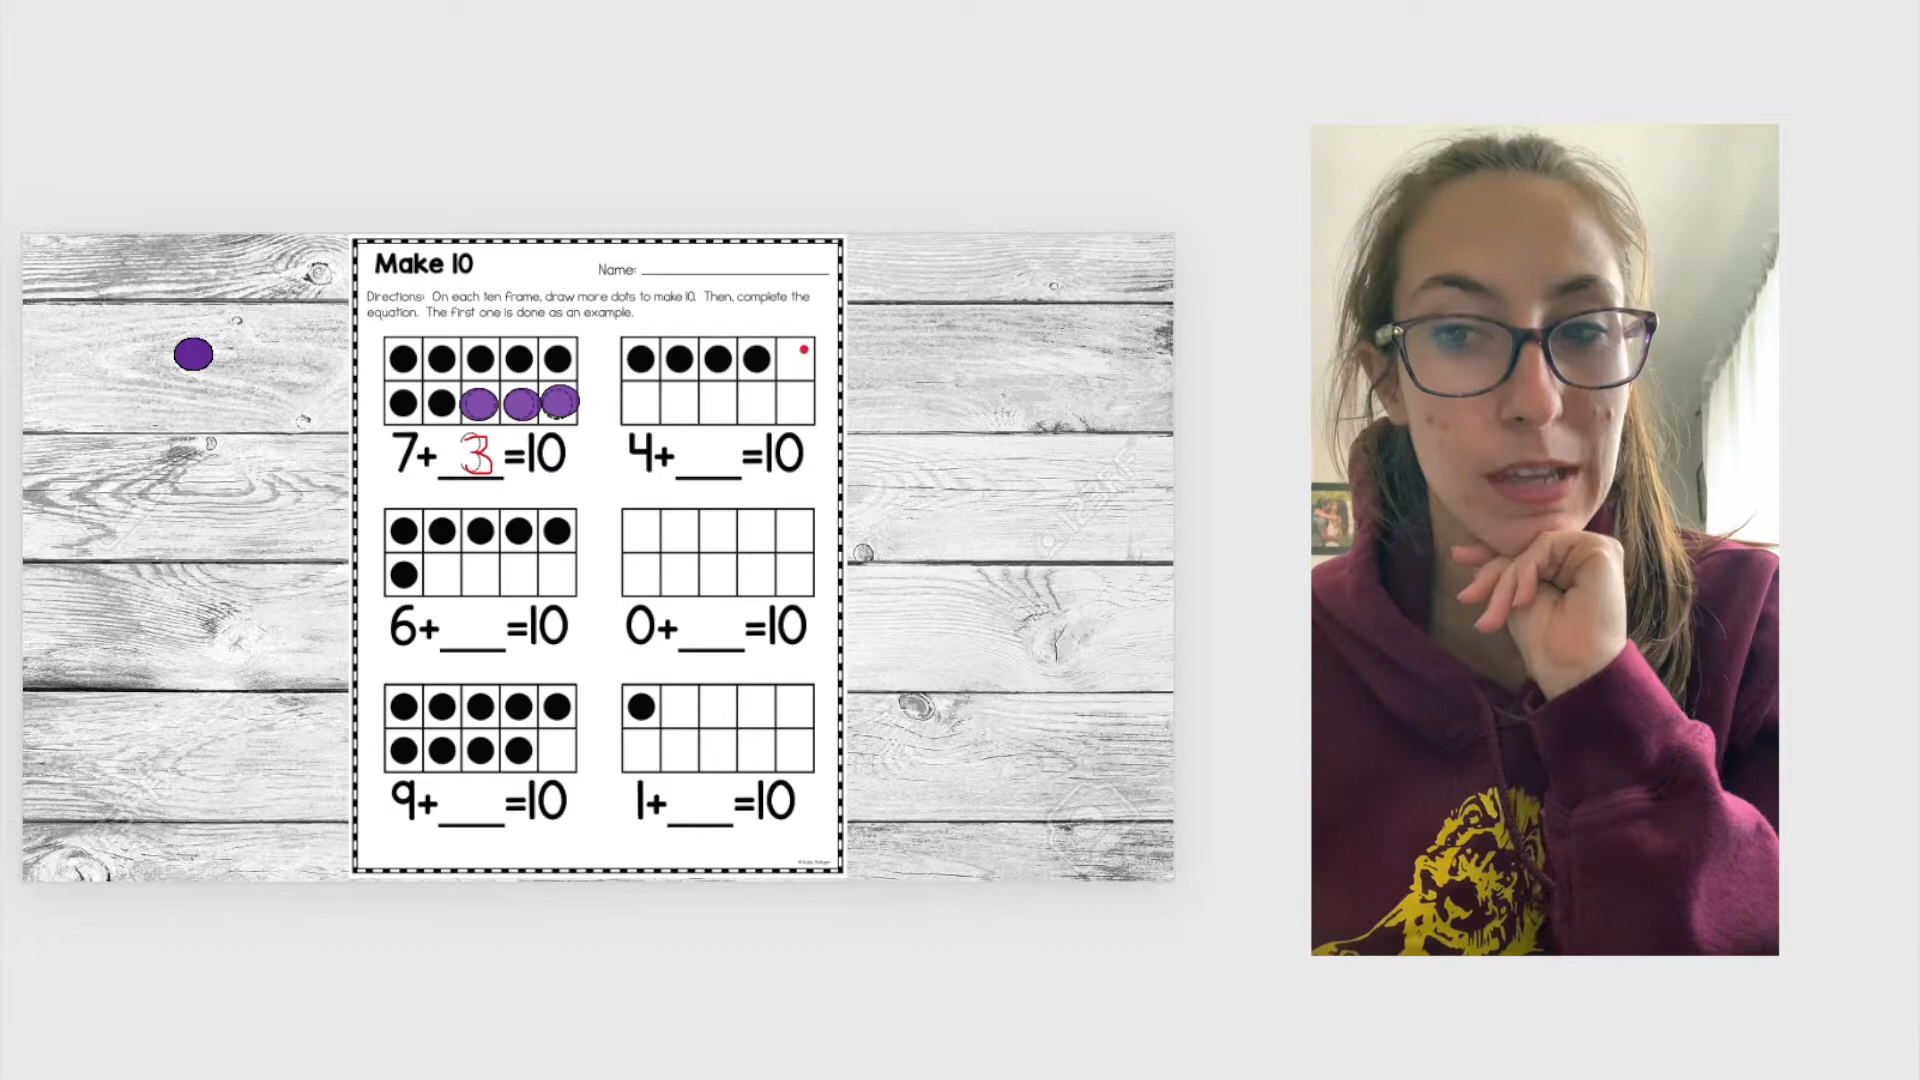 Make 10
Name:
Directions: On each ten frame, draw more dots to make 10. Then, complete the
equation. The first one is done as an example.
7+ 3 =10
4+___=10
6+___=10
0+___=10
9+___=10
1+___=10